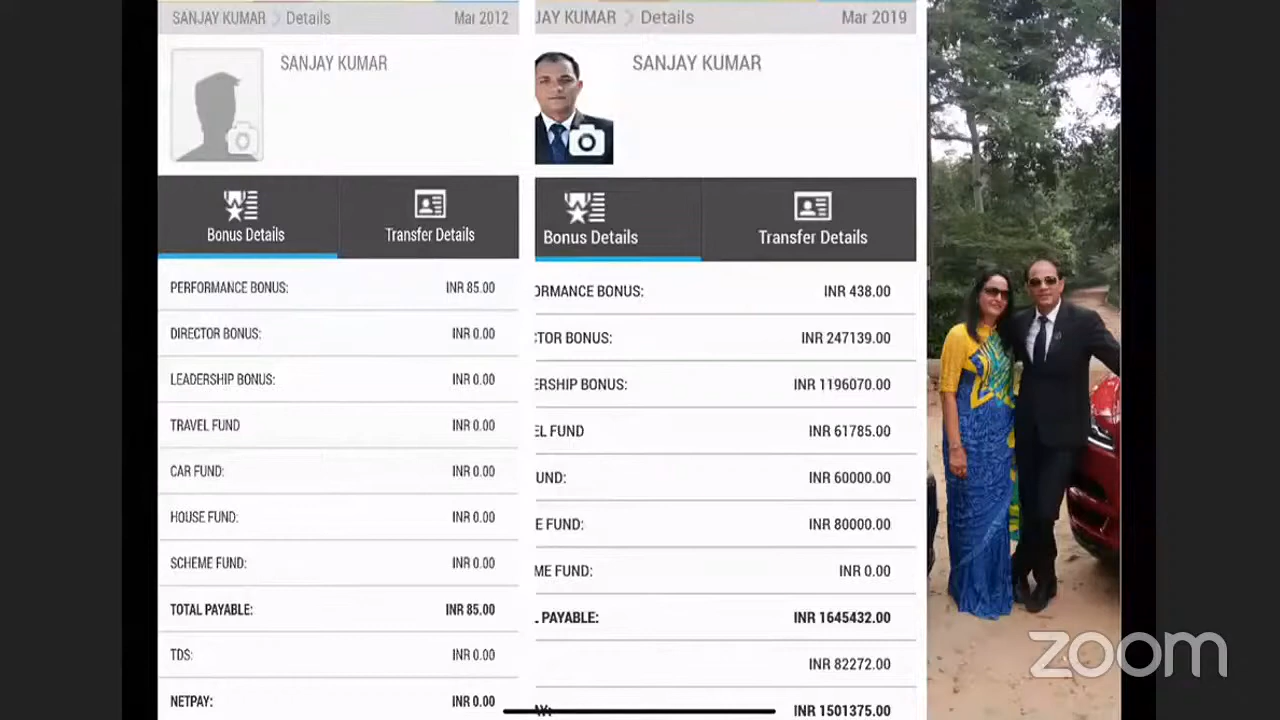 SANJAY KUMAR > Details Mar 2012
SANJAY KUMAR
Bonus Details Transfer Details
PERFORMANCE BONUS: INR 85.00
DIRECTOR BONUS: INR 0.00
LEADERSHIP BONUS: INR 0.00
TRAVEL FUND INR 0.00
CAR FUND: INR 0.00
HOUSE FUND: INR 0.00
SCHEME FUND: INR 0.00
TOTAL PAYABLE: INR 85.00
TDS: INR 0.00
NETPAY: INR 0.00
JAY KUMAR > Details Mar 2019
SANJAY KUMAR
Bonus Details Transfer Details
ORMANCE BONUS: INR 438.00
CTOR BONUS: INR 247139.00
ERSHIP BONUS: INR 1196070.00
EL FUND INR 61785.00
UND: INR 60000.00
E FUND: INR 80000.00
ME FUND: INR 0.00
PAYABLE: INR 1645432.00
INR 82272.00
INR 1501375.00
zoom